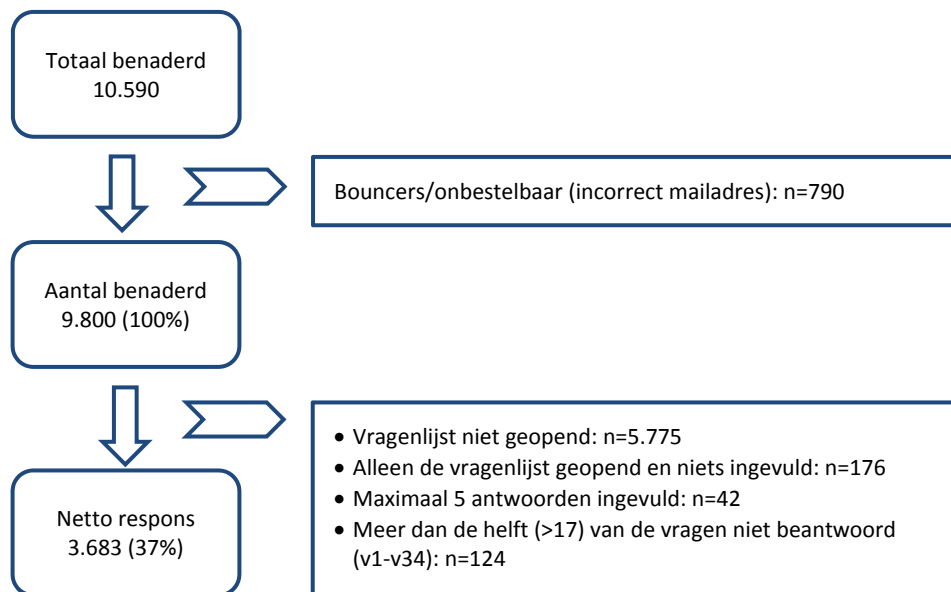 Totaal benaderd
10.590
Bouncers/onbestelbaar (incorrect mailadres): n=790
Aantal benaderd
9.800 (100%)
• Vragenlijst niet geopend: n=5.775
• Alleen de vragenlijst geopend en niets ingevuld: n=176
• Maximaal 5 antwoorden ingevuld: n=42
• Meer dan de helft (>17) van de vragen niet beantwoord
(v1-v34): n=124
Netto respons
3.683 (37%)